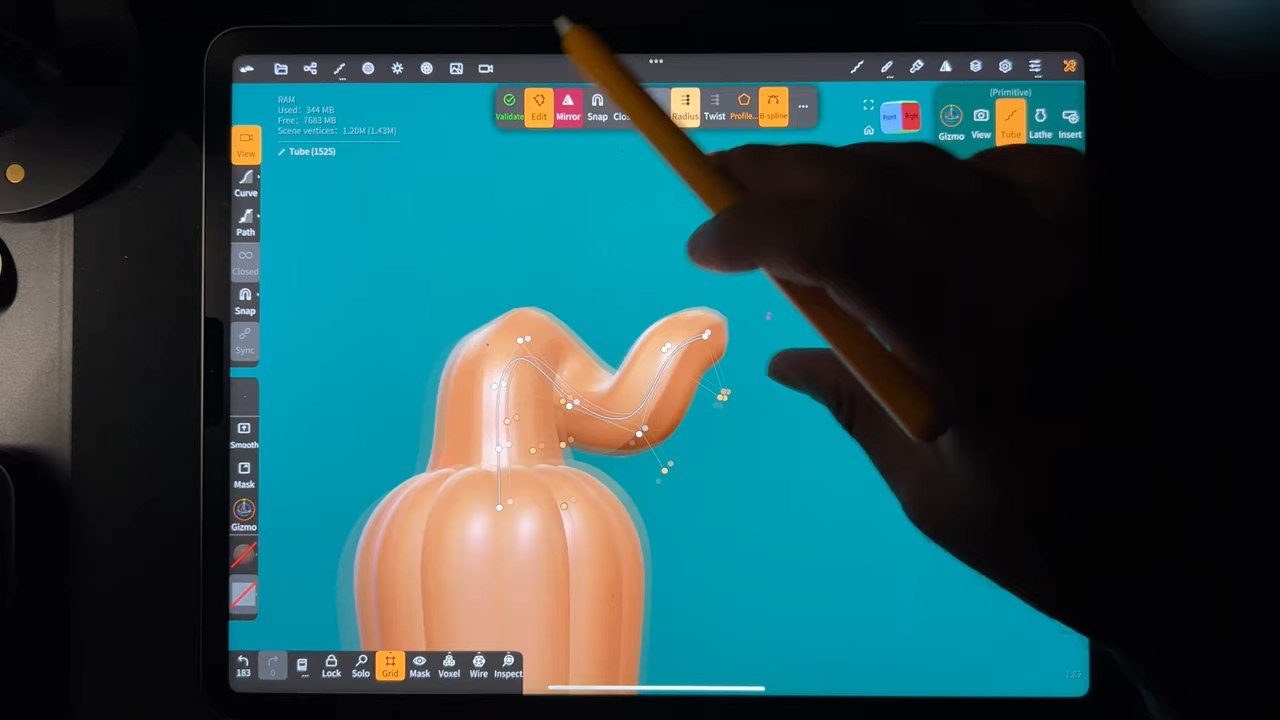 RAM
Used: 344 MB
Free: 7683 MB
Scene vertices: 1.20M (1.43M)
Tube (1525)
Validate
Edit
Mirror
Snap
Radius
Twist
Profile...
B-spline
Front
Right
(Primitive)
Gizmo
View
Tube
Lathe
Insert
View
Curve
Path
Closed
Snap
Sync
Smooth
Mask
Gizmo
183
0
Lock
Solo
Grid
Mask
Voxel
Wire
Inspect